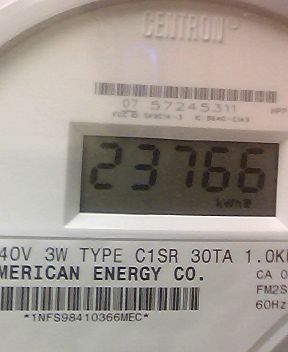 CENTRON
07 57245311
23766
kWh
40V 3W TYPE C1SR 30TA 1.0K
MERICAN ENERGY CO.
CA 0
FM2S
60Hz
*1NFS98410366MEC*